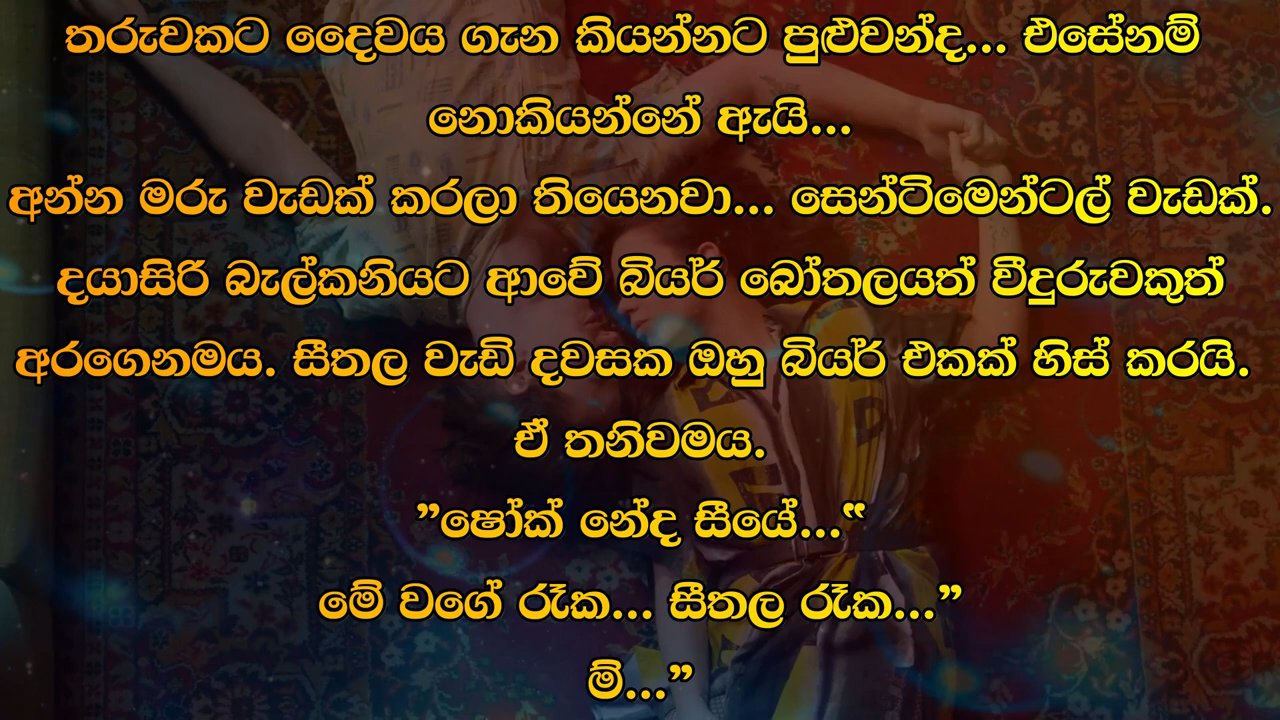 තරුවකට දෛවය ගැන කියන්නට පුළුවන්ද... එසේනම්
නොකියන්නේ ඇයි...
අන්න මරු වැඩක් කරලා තියෙනවා... සෙන්ටිමෙන්ටල් වැඩක්.
දයාසිරි බැල්කනියට ආවේ බියර් බෝතලයත් වීදුරුවකුත්
අරගෙනමය. සීතල වැඩි දවසක ඔහු බියර් එකක් හිස් කරයි.
ඒ තනිවමය.
”ෂෝක් නේද සීයේ...“
මේ වගේ රෑක... සීතල රෑක...”
ම්...”